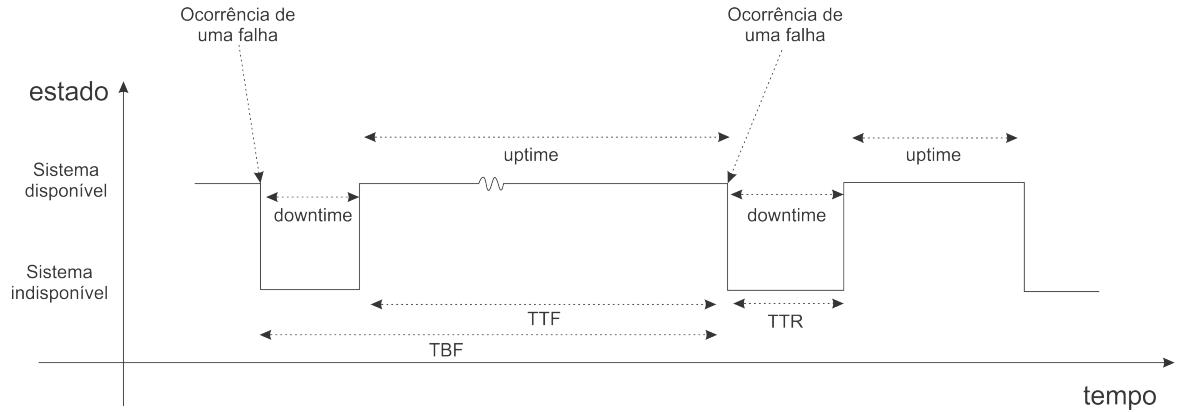 Ocorrência de
uma falha
Ocorrência de
uma falha
estado
uptime
uptime
Sistema
disponível
downtime
downtime
Sistema
indisponível
TTF
TTR
TBF
tempo